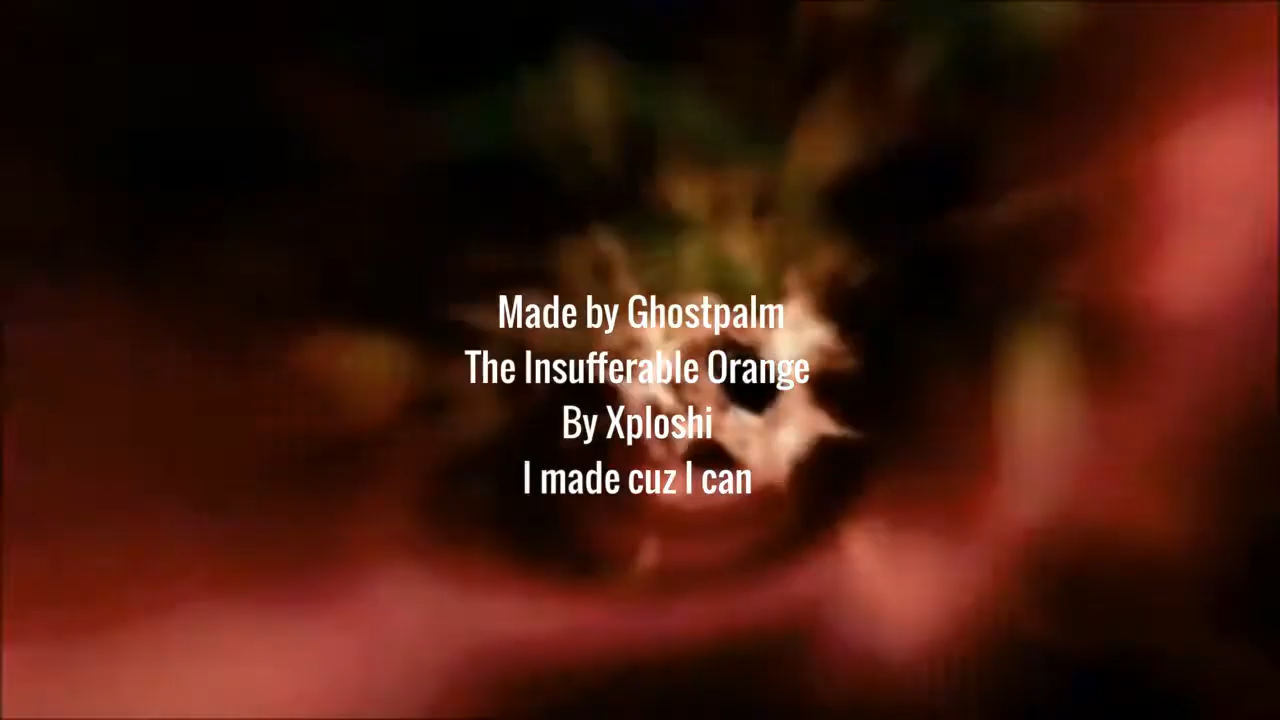 Made by Ghostpalm
The Insufferable Orange
By Xploshi
I made cuz I can